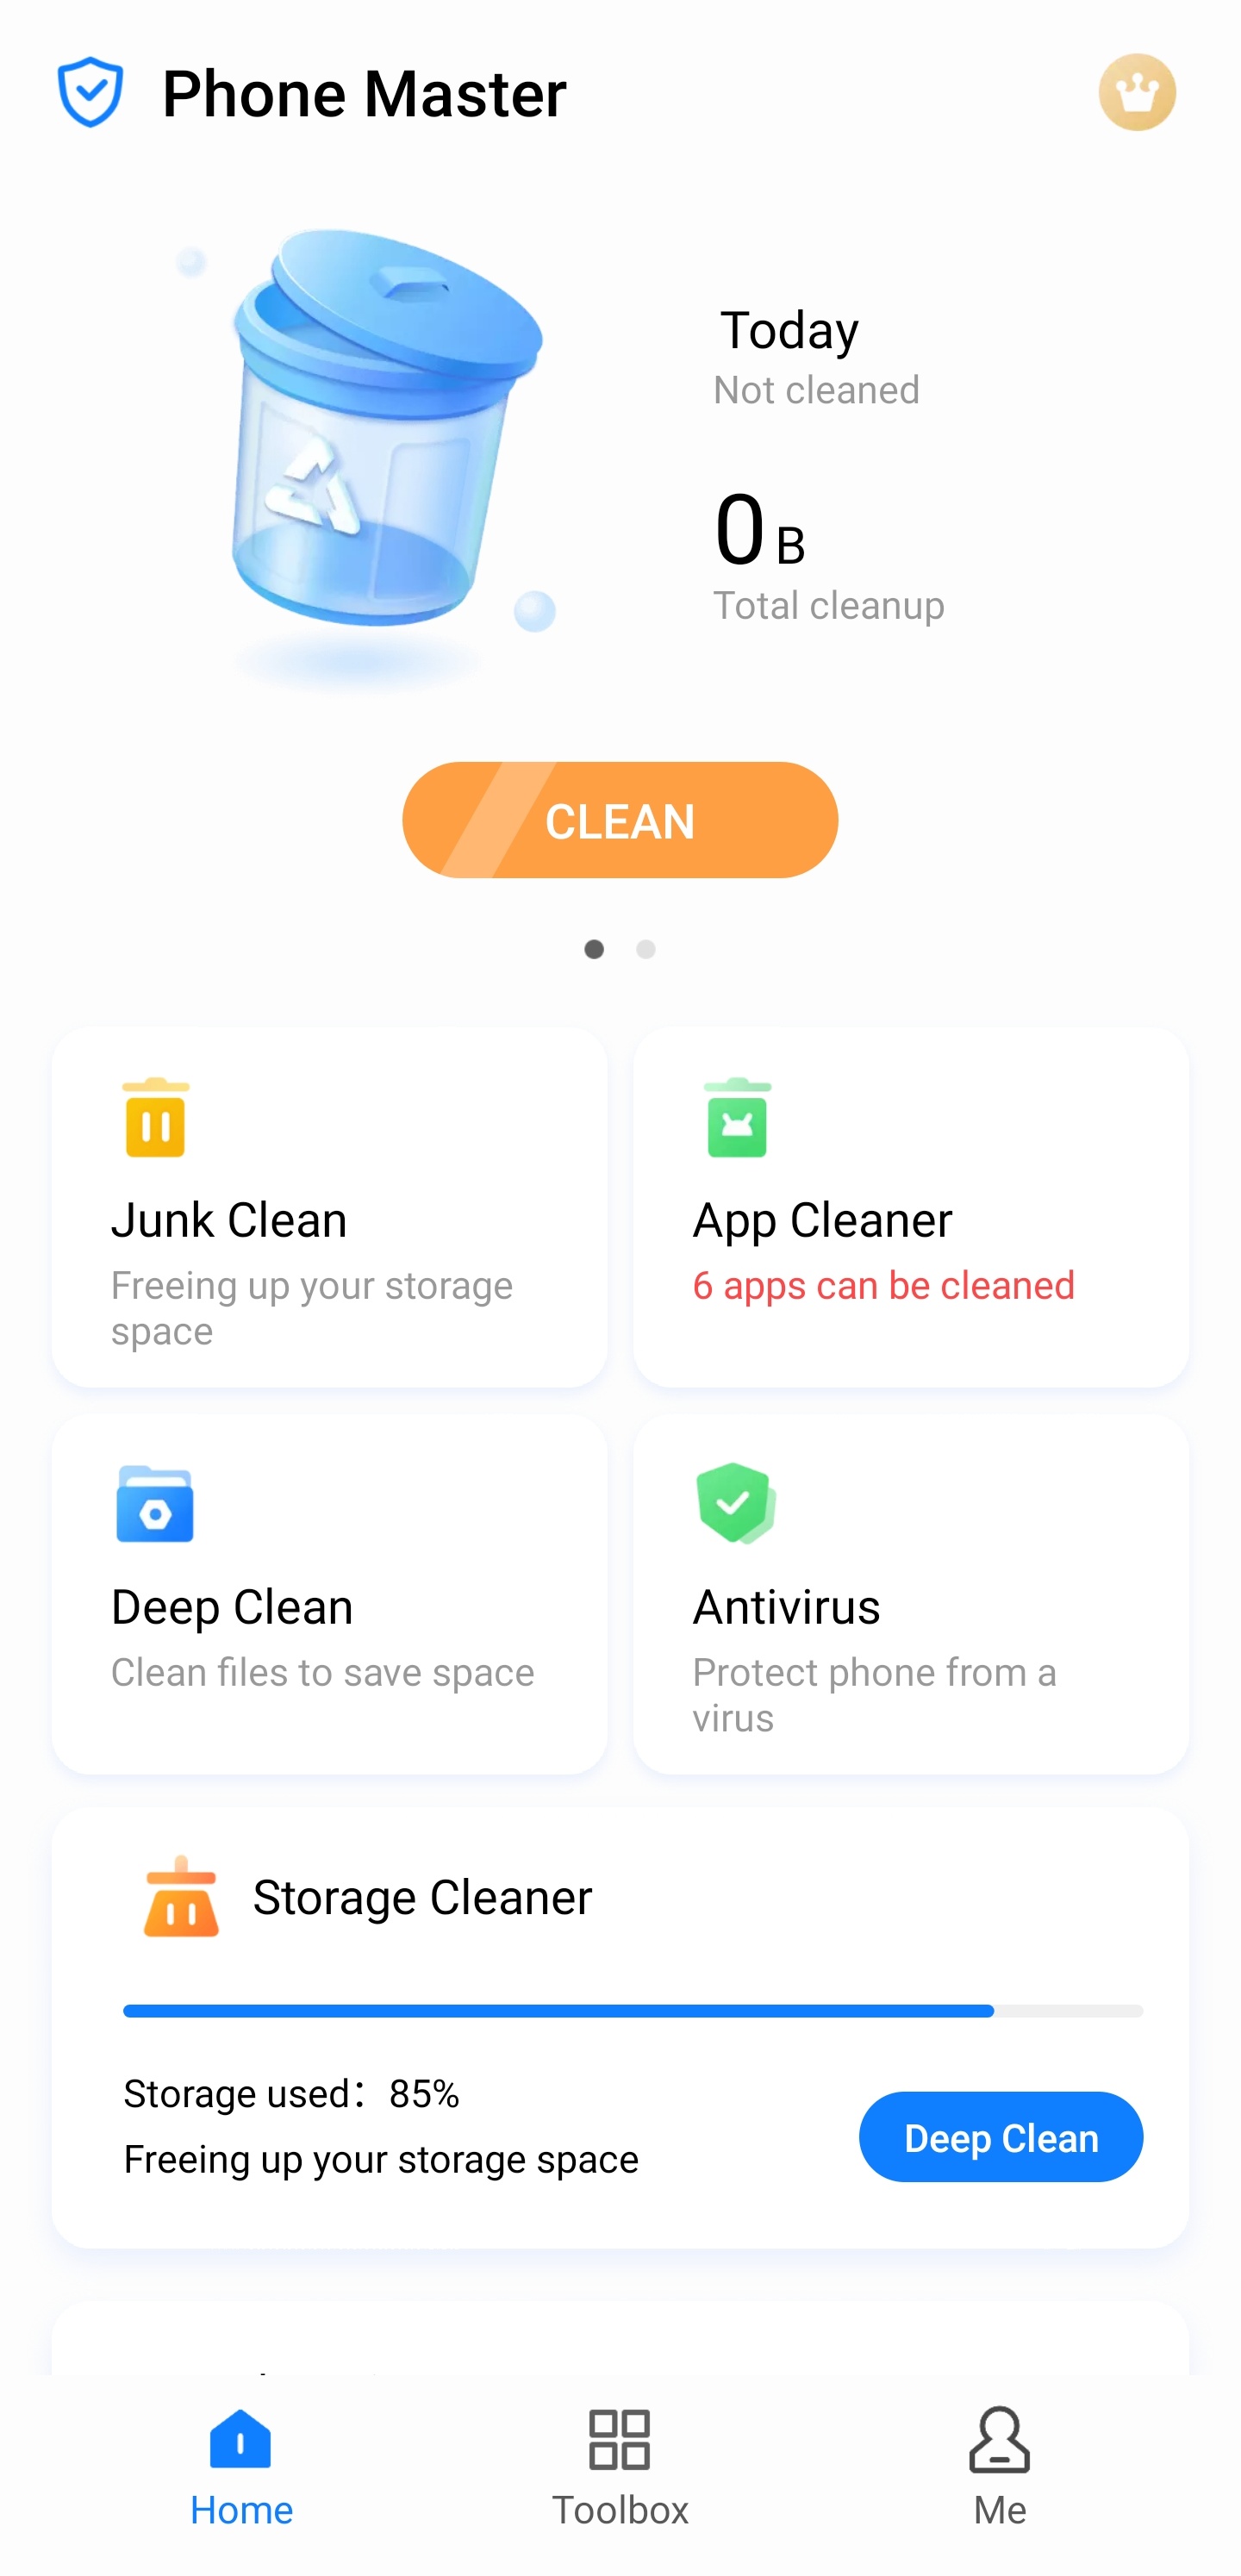 Phone Master
Today
Not cleaned
0 B
Total cleanup
CLEAN
Junk Clean
Freeing up your storage
space
App Cleaner
6 apps can be cleaned
Deep Clean
Clean files to save space
Antivirus
Protect phone from a
virus
Storage Cleaner
Storage used：85%
Freeing up your storage space
Deep Clean
Home
Toolbox
Me